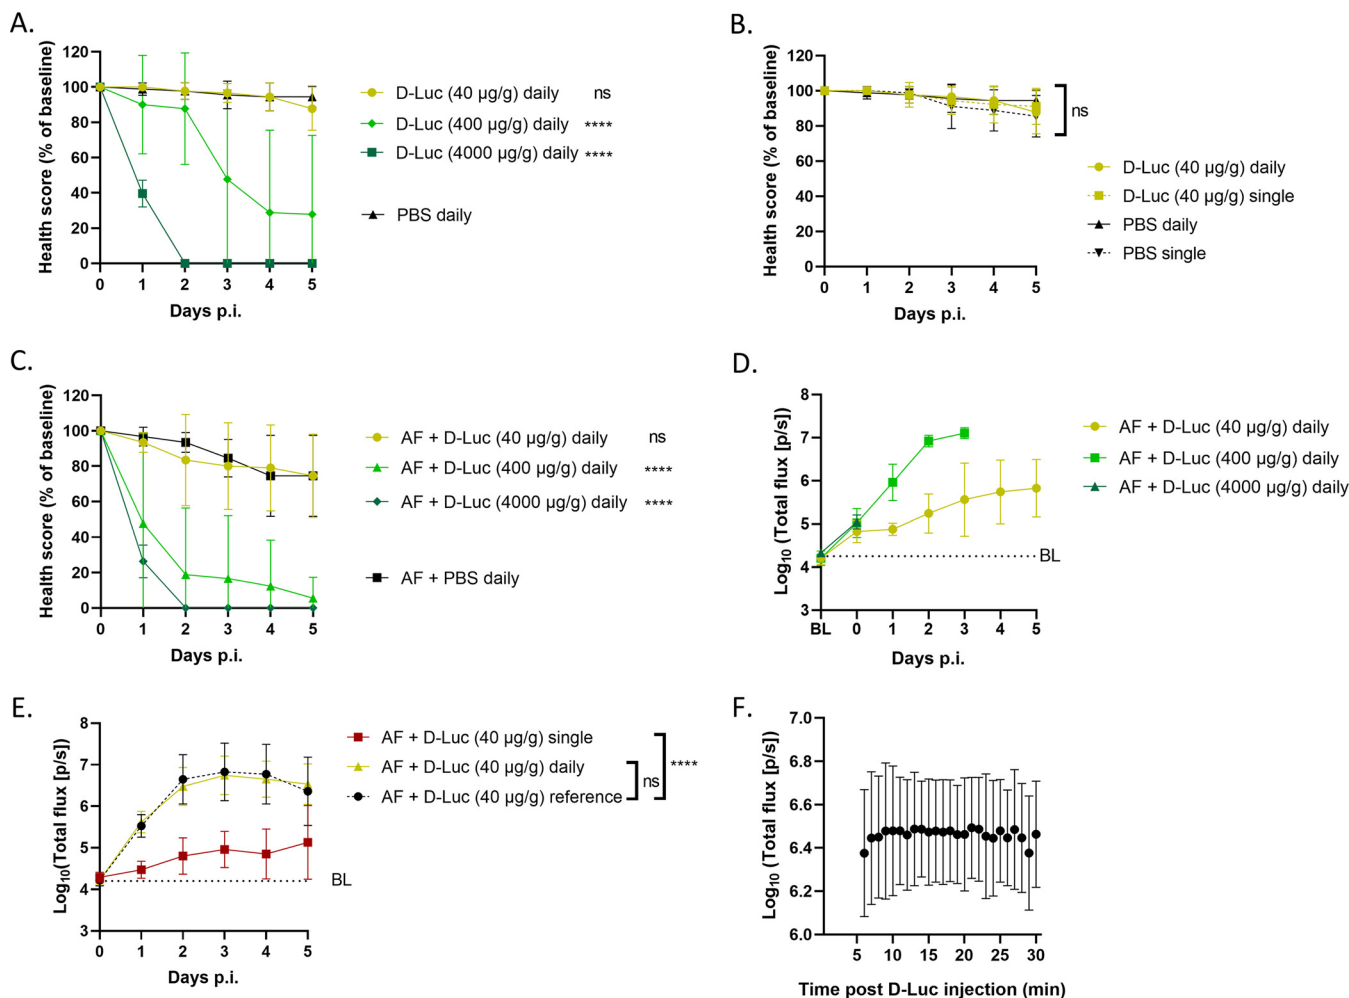 A.
Health score (% of baseline)
120
100
80
60
40
20
0
0 1 2 3 4 5
Days p.i.
D-Luc (40 µg/g) daily ns
D-Luc (400 µg/g) daily ****
D-Luc (4000 µg/g) daily ****
PBS daily
B.
Health score (% of baseline)
120
100
80
60
40
20
0
0 1 2 3 4 5
Days p.i.
ns
D-Luc (40 µg/g) daily
D-Luc (40 µg/g) single
PBS daily
PBS single
C.
Health score (% of baseline)
120
100
80
60
40
20
0
0 1 2 3 4 5
Days p.i.
AF + D-Luc (40 µg/g) daily ns
AF + D-Luc (400 µg/g) daily ****
AF + D-Luc (4000 µg/g) daily ****
AF + PBS daily
D.
Log₁₀ (Total flux [p/s])
8
7
6
5
4
3
BL 0 1 2 3 4 5
Days p.i.
BL
AF + D-Luc (40 µg/g) daily
AF + D-Luc (400 µg/g) daily
AF + D-Luc (4000 µg/g) daily
E.
Log₁₀(Total flux [p/s])
8
7
6
5
4
3
0 1 2 3 4 5
Days p.i.
BL
AF + D-Luc (40 µg/g) single
AF + D-Luc (40 µg/g) daily
AF + D-Luc (40 µg/g) reference
ns ****
F.
Log₁₀ (Total flux [p/s])
7.0
6.8
6.6
6.4
6.2
6.0
5 10 15 20 25 30
Time post D-Luc injection (min)